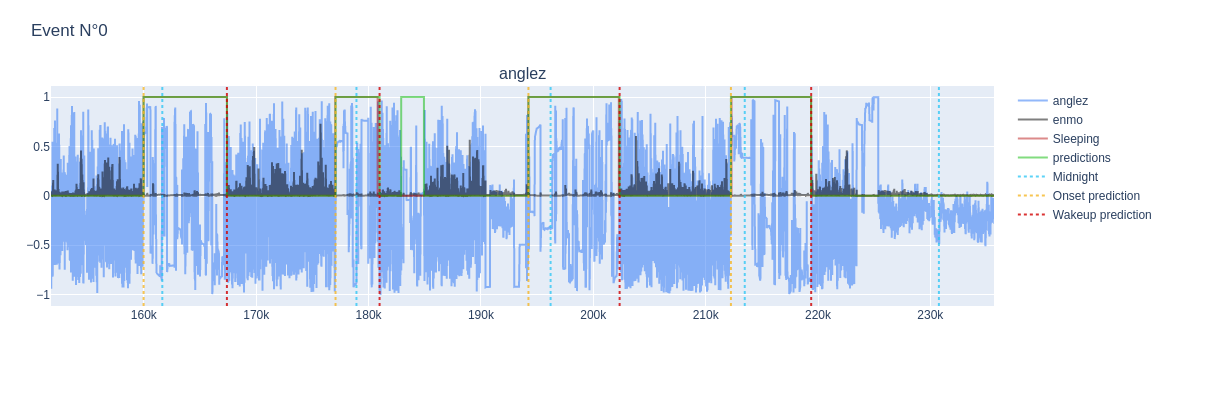 Event N°0
anglez
1
0.5
0
−0.5
−1
160k 170k 180k 190k 200k 210k 220k 230k
anglez
enmo
Sleeping
predictions
Midnight
Onset prediction
Wakeup prediction